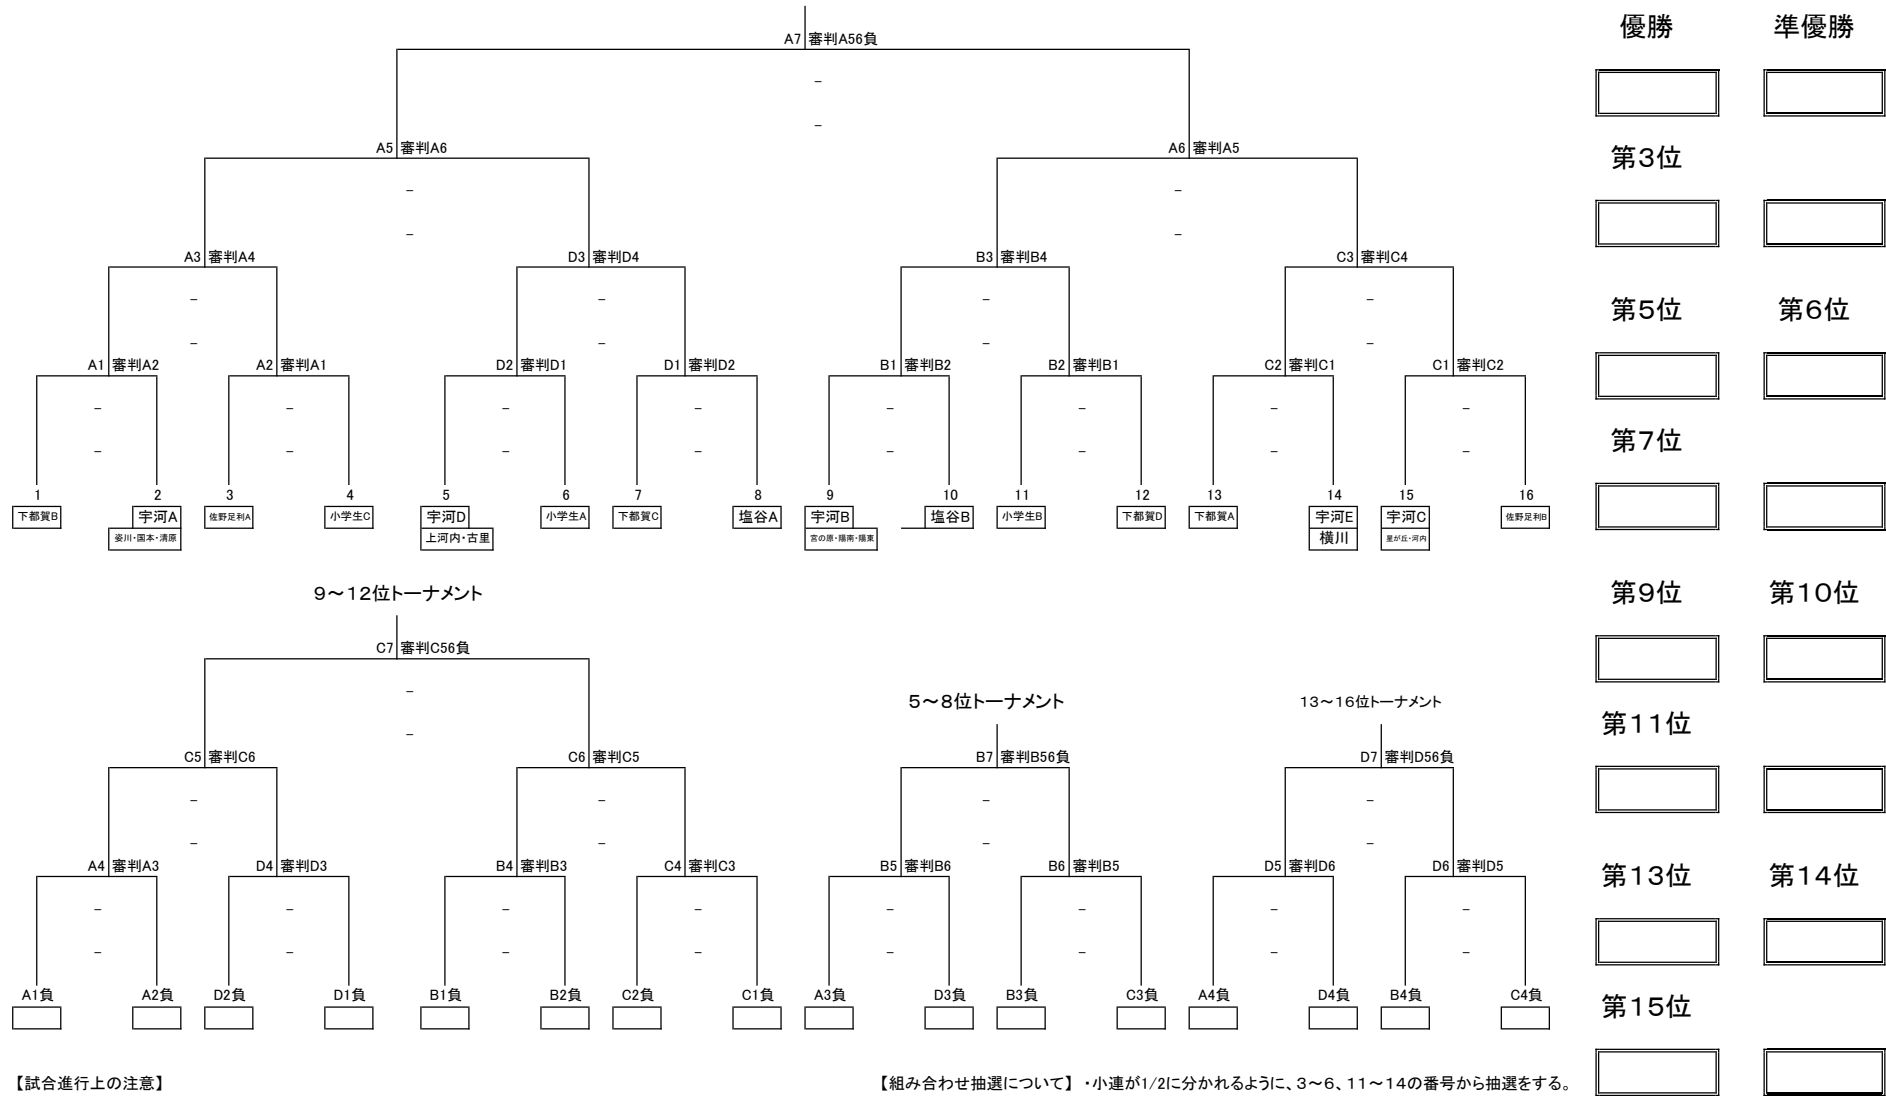 優勝 準優勝
A7 審判A56負
－
－
A5 審判A6 A6 審判A5
第3位
－ －
－ －
A3 審判A4 D3 審判D4 B3 審判B4 C3 審判C4
－ － － －
第5位 第6位
－ － － －
A1 審判A2 A2 審判A1 D2 審判D1 D1 審判D2 B1 審判B2 B2 審判B1 C2 審判C1 C1 審判C2
－ － － － － － － －
第7位
－ － － － － － － －
1 2 3 4 5 6 7 8 9 10 11 12 13 14 15 16
下都賀B 宇河A 佐野足利A 小学生C 宇河D 小学生A 下都賀C 塩谷A 宇河B 塩谷B 小学生B 下都賀D 下都賀A 宇河E 宇河C 佐野足利B
姿川・国本・清原 上河内・古里 宮の原・陽南・陽東 横川 星が丘・河内
9～12位トーナメント
第9位 第10位
C7 審判C56負
－
5～8位トーナメント 13～16位トーナメント
第11位
－
C5 審判C6 C6 審判C5 B7 審判B56負 D7 審判D56負
－ － － －
－ － － －
A4 審判A3 D4 審判D3 B4 審判B3 C4 審判C3 B5 審判B6 B6 審判B5 D5 審判D6 D6 審判D5
第13位 第14位
－ － － － － － － －
－ － － － － － － －
A1負 A2負 D2負 D1負 B1負 B2負 C2負 C1負 A3負 D3負 B3負 C3負 A4負 D4負 B4負 C4負
第15位
【試合進行上の注意】 【組み合わせ抽選について】 ・小連が1/2に分かれるように、3～6、11～14の番号から抽選をする。